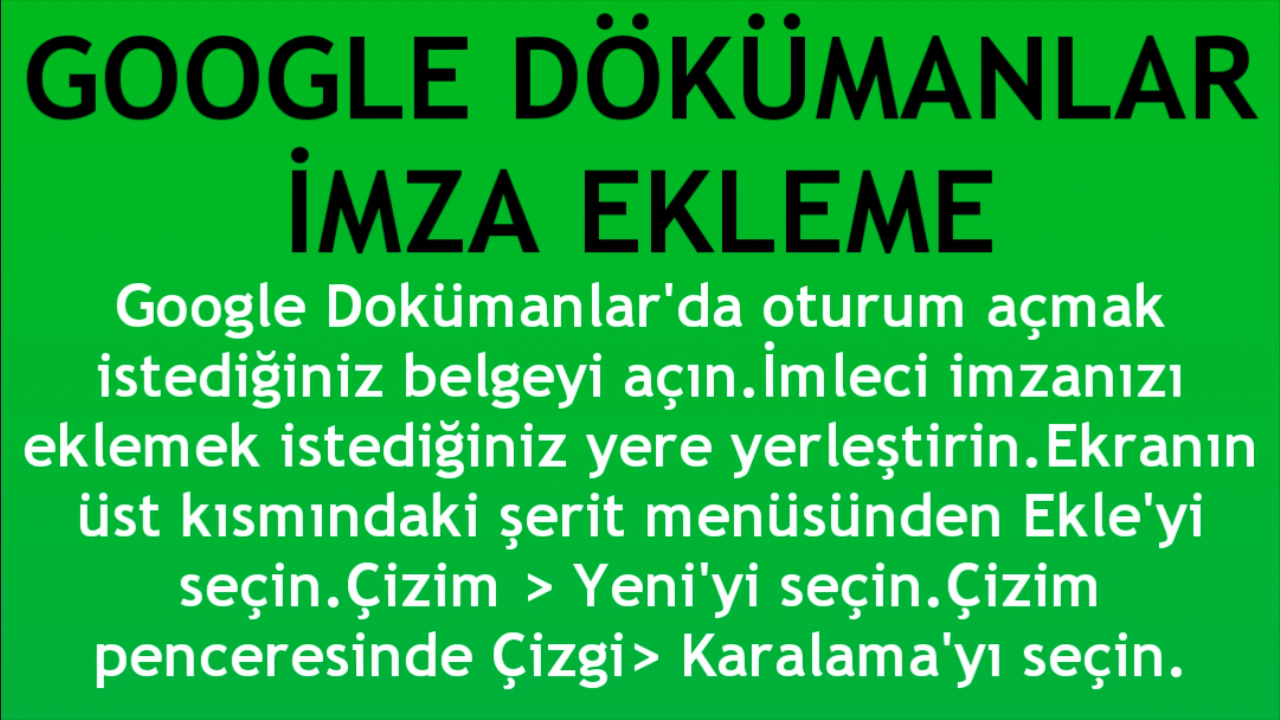 GOOGLE DÖKÜMANLAR
İMZA EKLEME
Google Dokümanlar'da oturum açmak
istediğiniz belgeyi açın.İmleci imzanızı
eklemek istediğiniz yere yerleştirin.Ekranın
üst kısmındaki şerit menüsünden Ekle'yi
seçin.Çizim > Yeni'yi seçin.Çizim
penceresinde Çizgi> Karalama'yı seçin.